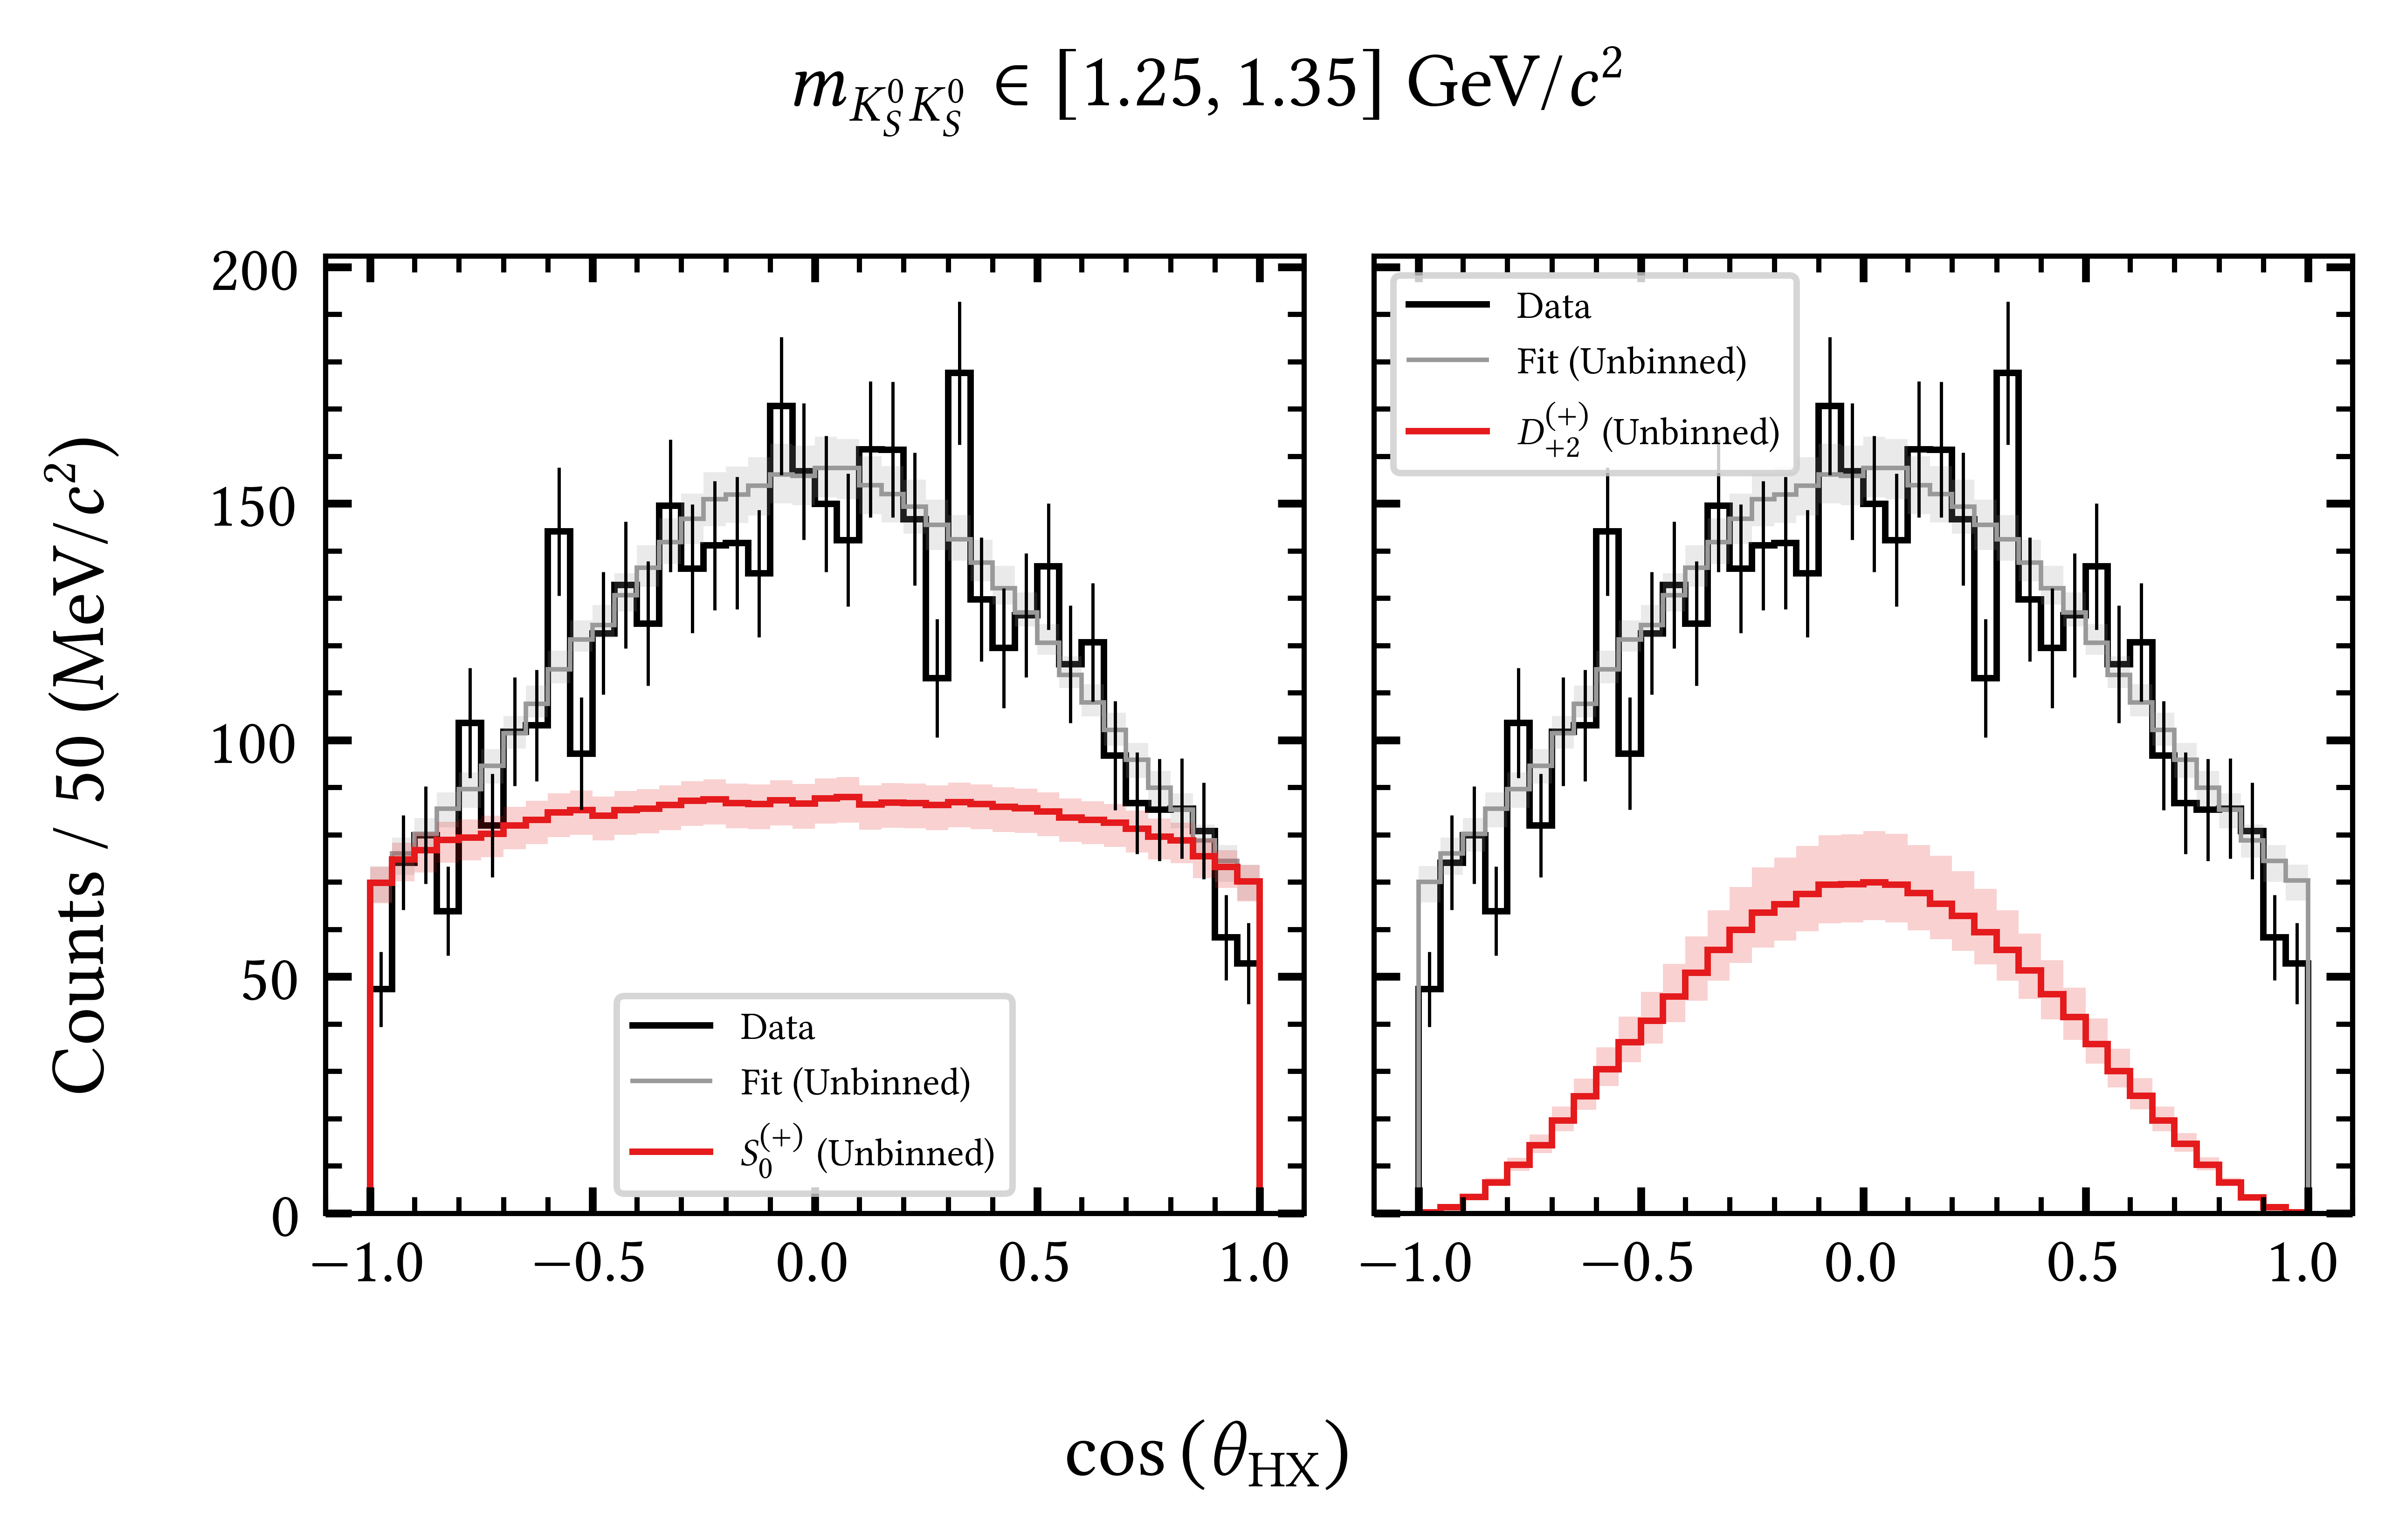 m_{K_S^0 K_S^0} ∈ [1.25, 1.35] GeV/c²
Counts / 50 (MeV/c²)
200
150
100
50
0
Data
Fit (Unbinned)
S_0^{(+)} (Unbinned)
−1.0 −0.5 0.0 0.5 1.0
Data
Fit (Unbinned)
D_{+2}^{(+)} (Unbinned)
−1.0 −0.5 0.0 0.5 1.0
cos (θ_HX)